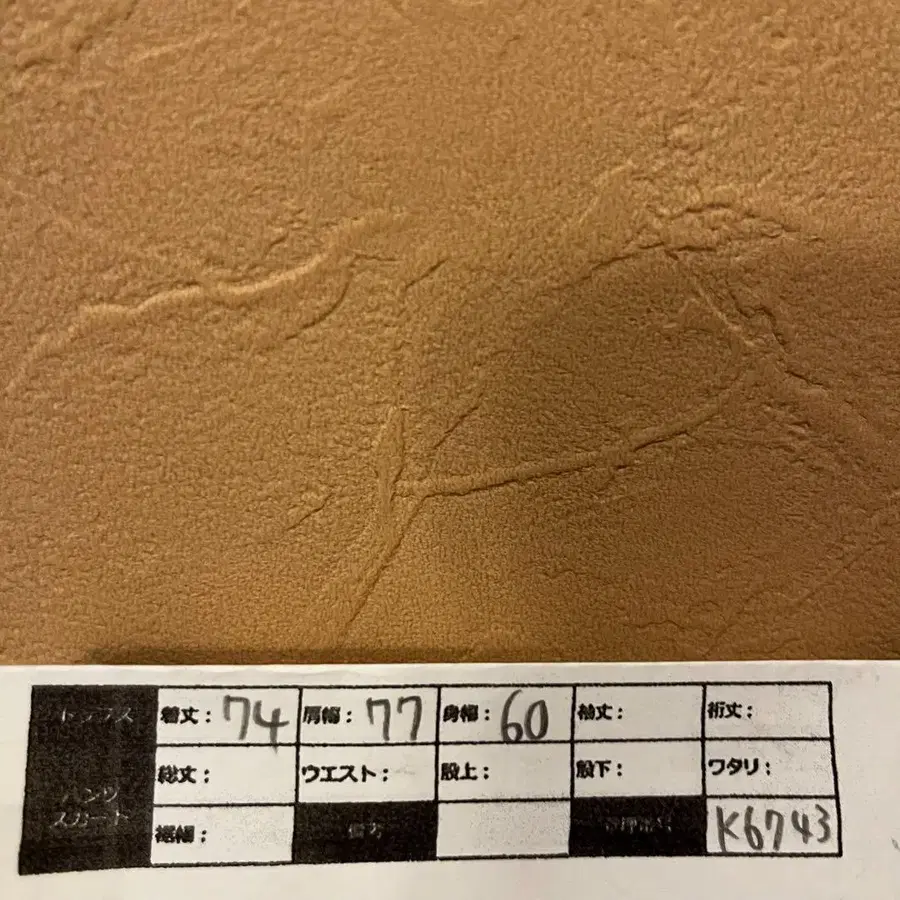 トップス 着丈： 74 肩幅： 77 身幅： 60 袖丈： 裄丈：
パンツ 総丈： ウエスト： 股上： 股下： ワタリ：
スカート 裾幅： 備考 K6743